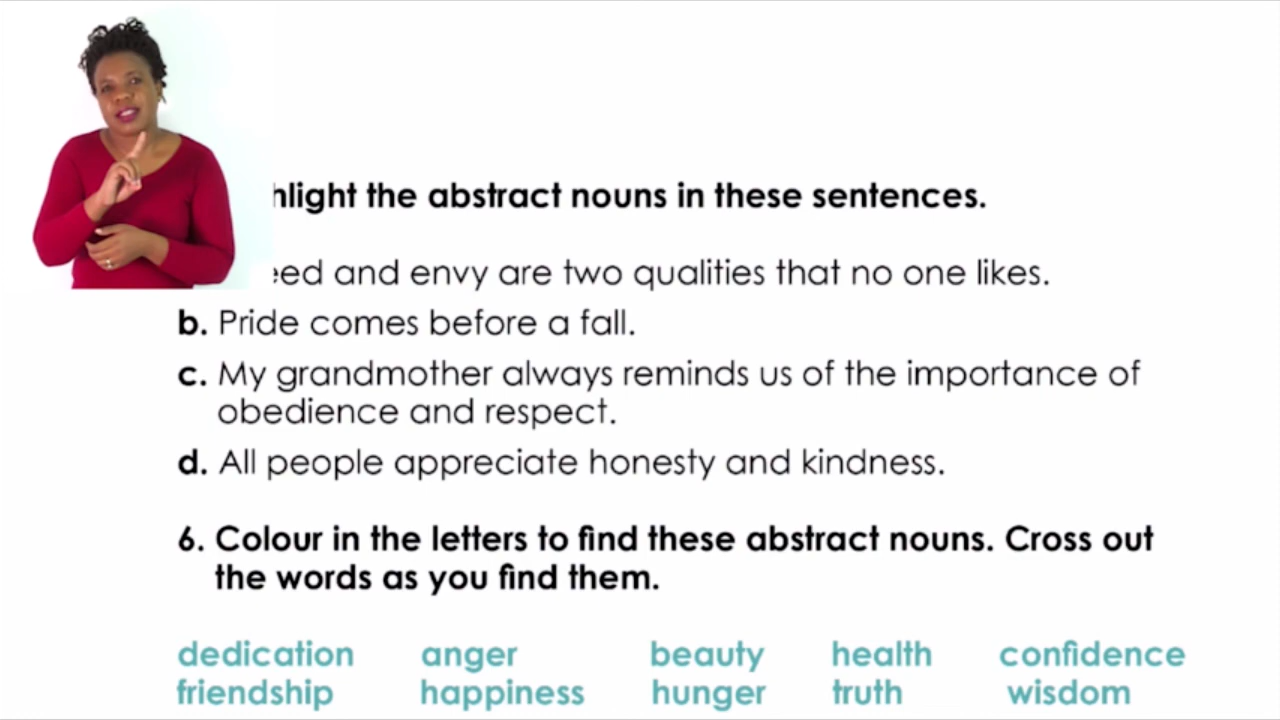 the abstract nouns in these sentences.
and envy are two qualities that no one likes.
b. Pride comes before a fall.
c. My grandmother always reminds us of the importance of
obedience and respect.
d. All people appreciate honesty and kindness.
6. Colour in the letters to find these abstract nouns. Cross out
the words as you find them.
dedication anger beauty health confidence
friendship happiness hunger truth wisdom